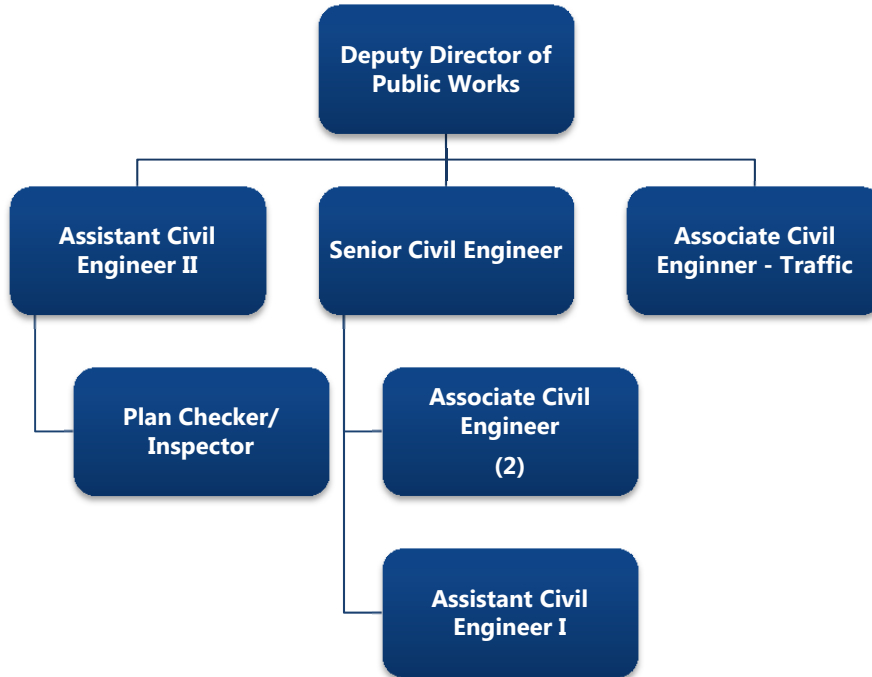 Deputy Director of
Public Works
Assistant Civil
Engineer II
Senior Civil Engineer
Associate Civil
Enginner - Traffic
Plan Checker/
Inspector
Associate Civil
Engineer
(2)
Assistant Civil
Engineer I